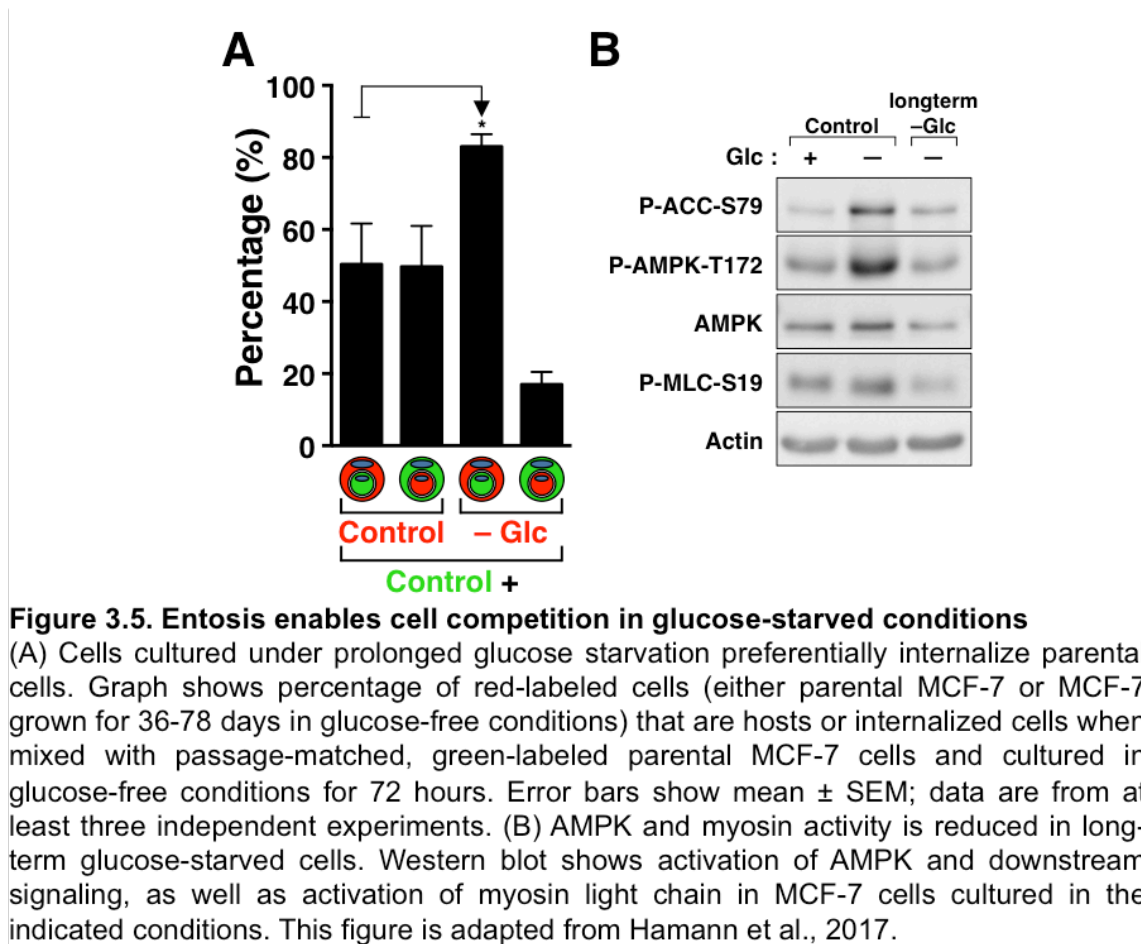 A
B
100
80
60
40
20
0
Percentage (%)
*
Control
– Glc
Control +
longterm
Control –Glc
Glc : + – –
P-ACC-S79
P-AMPK-T172
AMPK
P-MLC-S19
Actin
Figure 3.5. Entosis enables cell competition in glucose-starved conditions
(A) Cells cultured under prolonged glucose starvation preferentially internalize parenta
cells. Graph shows percentage of red-labeled cells (either parental MCF-7 or MCF-7
grown for 36-78 days in glucose-free conditions) that are hosts or internalized cells when
mixed with passage-matched, green-labeled parental MCF-7 cells and cultured in
glucose-free conditions for 72 hours. Error bars show mean ± SEM; data are from at
least three independent experiments. (B) AMPK and myosin activity is reduced in long-
term glucose-starved cells. Western blot shows activation of AMPK and downstream
signaling, as well as activation of myosin light chain in MCF-7 cells cultured in the
indicated conditions. This figure is adapted from Hamann et al., 2017.